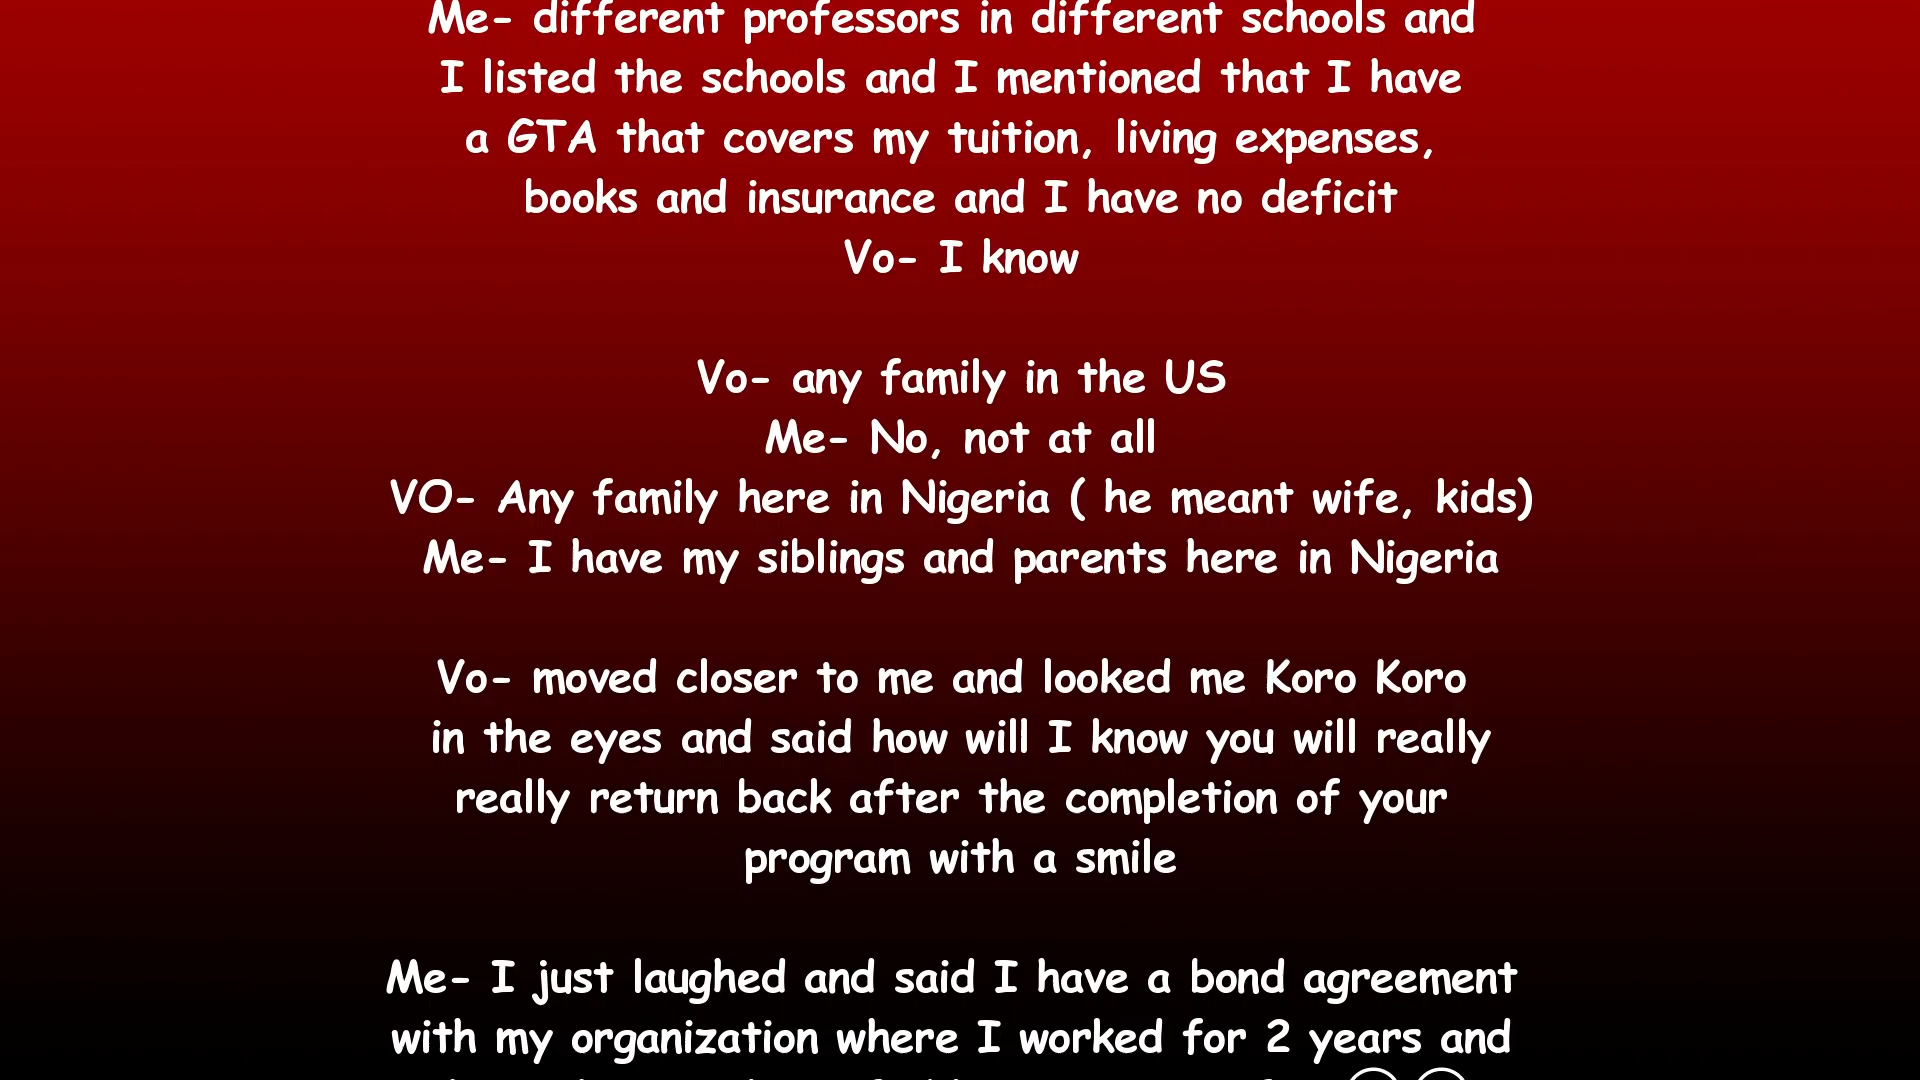 Me- different professors in different schools and
I listed the schools and I mentioned that I have
a GTA that covers my tuition, living expenses,
books and insurance and I have no deficit
Vo- I know
Vo- any family in the US
Me- No, not at all
VO- Any family here in Nigeria ( he meant wife, kids)
Me- I have my siblings and parents here in Nigeria
Vo- moved closer to me and looked me Koro Koro
in the eyes and said how will I know you will really
really return back after the completion of your
program with a smile
Me- I just laughed and said I have a bond agreement
with my organization where I worked for 2 years and